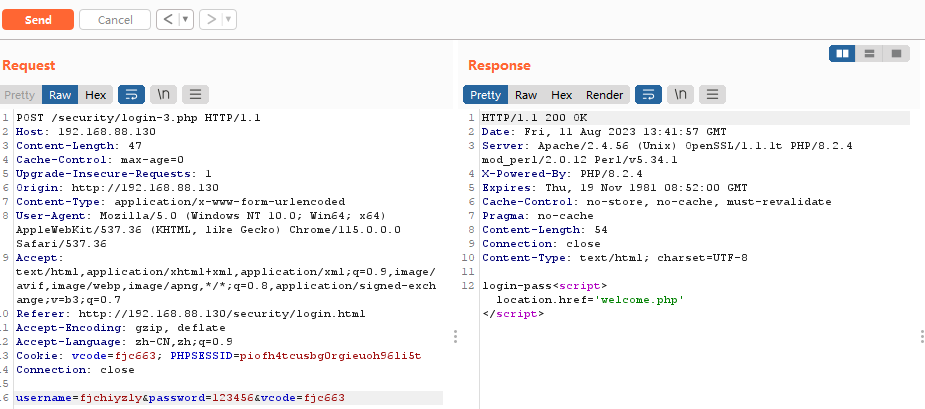 Send Cancel < ▼ > ▼
Request
Pretty Raw Hex \n
1 POST /security/login-3.php HTTP/1.1
2 Host: 192.168.88.130
3 Content-Length: 47
4 Cache-Control: max-age=0
5 Upgrade-Insecure-Requests: 1
6 Origin: http://192.168.88.130
7 Content-Type: application/x-www-form-urlencoded
8 User-Agent: Mozilla/5.0 (Windows NT 10.0; Win64; x64)
AppleWebKit/537.36 (KHTML, like Gecko) Chrome/115.0.0.0
Safari/537.36
9 Accept:
text/html,application/xhtml+xml,application/xml;q=0.9,image/
avif,image/webp,image/apng,*/*;q=0.8,application/signed-exch
ange;v=b3;q=0.7
10 Referer: http://192.168.88.130/security/login.html
11 Accept-Encoding: gzip, deflate
12 Accept-Language: zh-CN,zh;q=0.9
13 Cookie: vcode=fjc663; PHPSESSID=piofh4tcusbg0rgieuoh96li5t
14 Connection: close
15
16 username=fjchiyzly&password=123456&vcode=fjc663
Response
Pretty Raw Hex Render \n
1 HTTP/1.1 200 OK
2 Date: Fri, 11 Aug 2023 13:41:57 GMT
3 Server: Apache/2.4.56 (Unix) OpenSSL/1.1.1t PHP/8.2.4
mod_perl/2.0.12 Perl/v5.34.1
4 X-Powered-By: PHP/8.2.4
5 Expires: Thu, 19 Nov 1981 08:52:00 GMT
6 Cache-Control: no-store, no-cache, must-revalidate
7 Pragma: no-cache
8 Content-Length: 54
9 Connection: close
10 Content-Type: text/html; charset=UTF-8
11
12 login-pass<script>
location.href='welcome.php'
</script>